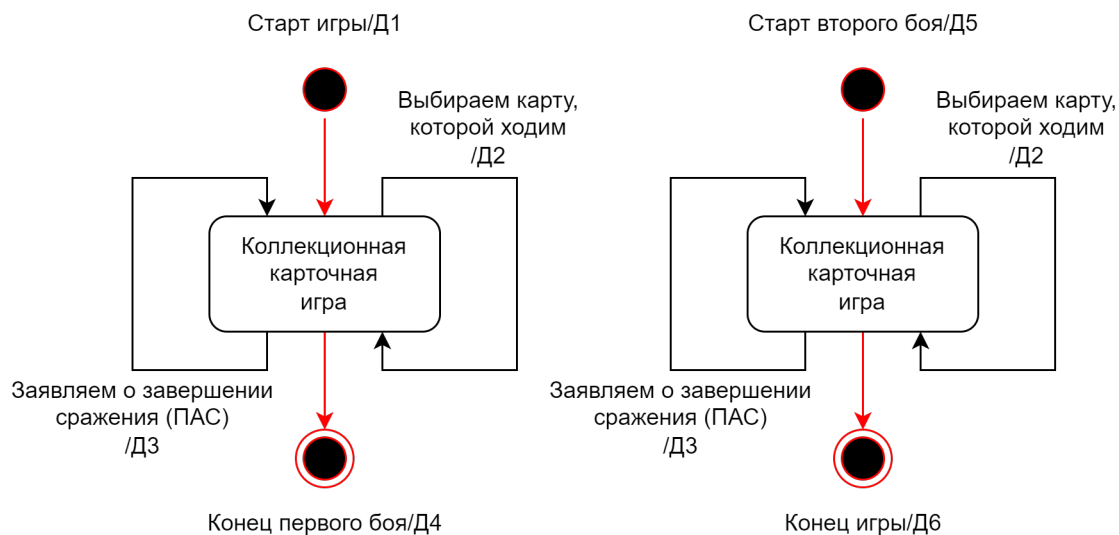 Старт игры/Д1
Выбираем карту,
которой ходим
/Д2
Коллекционная
карточная
игра
Заявляем о завершении
сражения (ПАС)
/Д3
Конец первого боя/Д4
Старт второго боя/Д5
Выбираем карту,
которой ходим
/Д2
Коллекционная
карточная
игра
Заявляем о завершении
сражения (ПАС)
/Д3
Конец игры/Д6